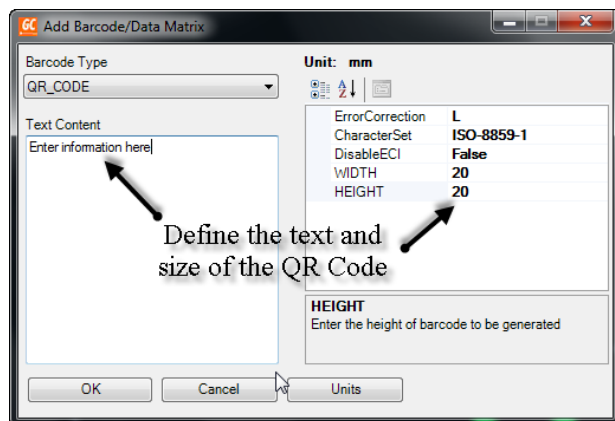 GC Add Barcode/Data Matrix
Barcode Type
QR_CODE
Text Content
Enter information here
Unit: mm
A
Z
ErrorCorrection L
CharacterSet ISO-8859-1
DisableECI False
WIDTH 20
HEIGHT 20
Define the text and
size of the QR Code
HEIGHT
Enter the height of barcode to be generated
OK Cancel Units